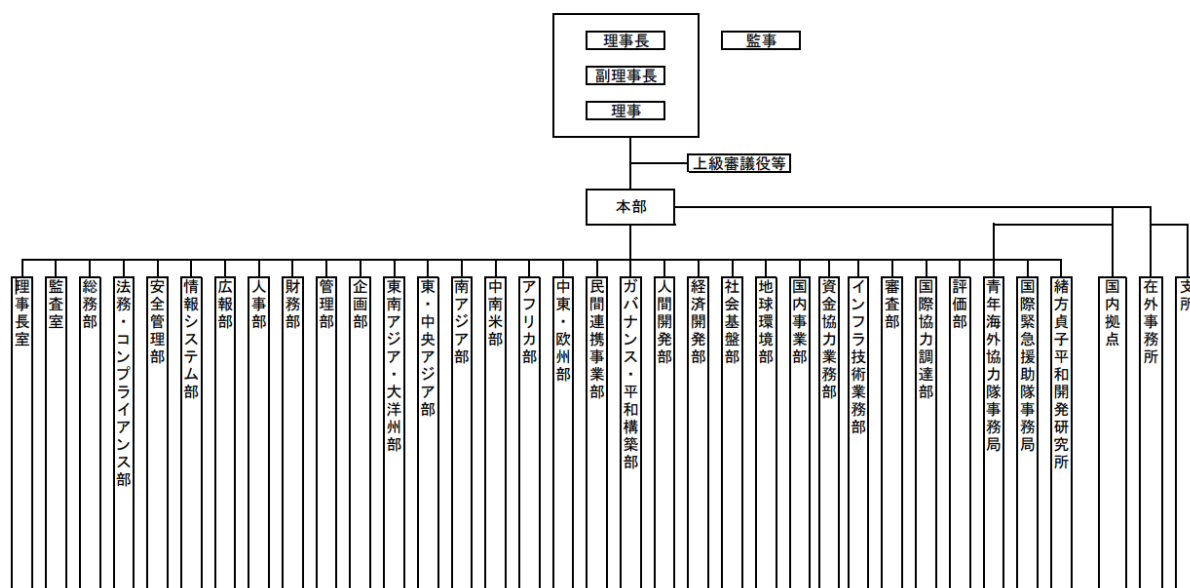 理事長
監事
副理事長
理事
上級審議役等
本部
理事長室
監査室
総務部
法務・コンプライアンス部
安全管理部
情報システム部
広報部
人事部
財務部
管理部
企画部
東南アジア・大洋州部
東・中央アジア部
南アジア部
中南米部
アフリカ部
中東・欧州部
民間連携事業部
ガバナンス・平和構築部
人間開発部
経済開発部
社会基盤部
地球環境部
国内事業部
資金協力業務部
インフラ技術業務部
審査部
国際協力調達部
評価部
青年海外協力隊事務局
国際緊急援助隊事務局
緒方貞子平和開発研究所
国内拠点
在外事務所
支所